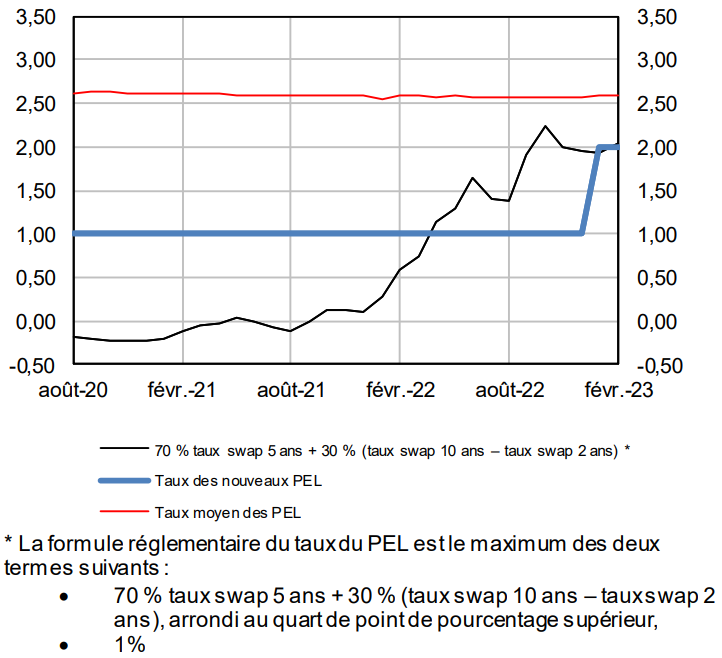 3,50 3,50
3,00 3,00
2,50 2,50
2,00 2,00
1,50 1,50
1,00 1,00
0,50 0,50
0,00 0,00
-0,50 -0,50
août-20 févr.-21 août-21 févr.-22 août-22 févr.-23
70 % taux swap 5 ans + 30 % (taux swap 10 ans – taux swap 2 ans) *
Taux des nouveaux PEL
Taux moyen des PEL
* La formule réglementaire du taux du PEL est le maximum des deux
termes suivants :
• 70 % taux swap 5 ans + 30 % (taux swap 10 ans – taux swap 2
ans), arrondi au quart de point de pourcentage supérieur,
• 1%